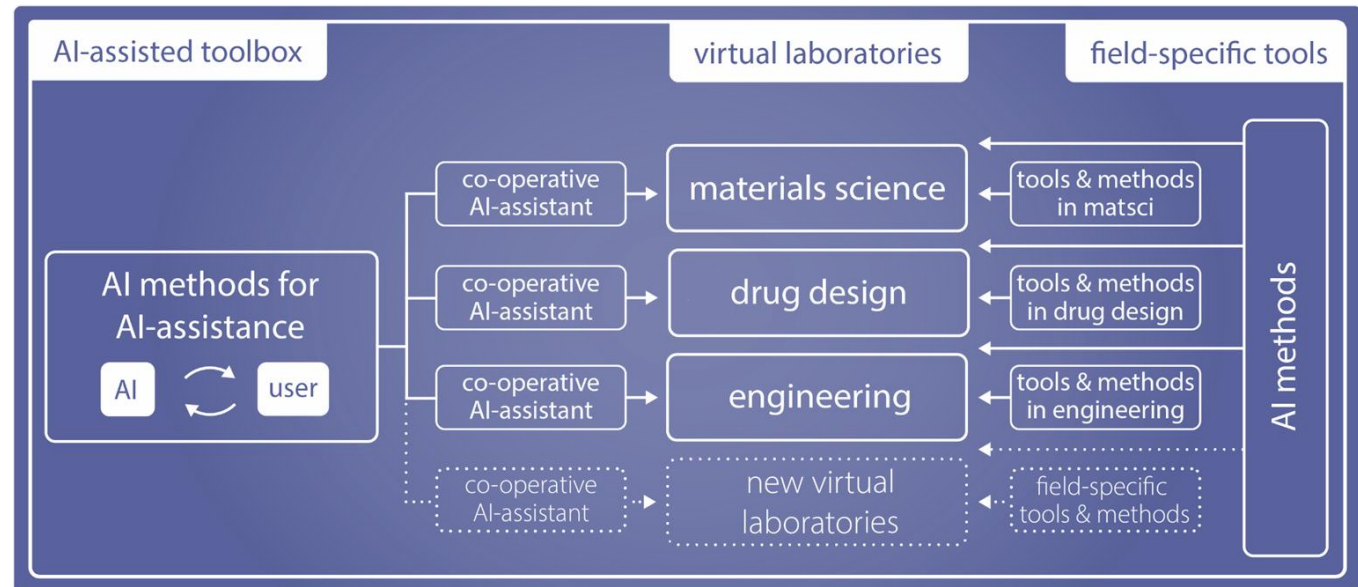 AI-assisted toolbox
virtual laboratories
field-specific tools
AI methods for
AI-assistance
AI
user
co-operative
AI-assistant
materials science
tools & methods
in matsci
co-operative
AI-assistant
drug design
tools & methods
in drug design
co-operative
AI-assistant
engineering
tools & methods
in engineering
co-operative
AI-assistant
new virtual
laboratories
field-specific
tools & methods
AI methods